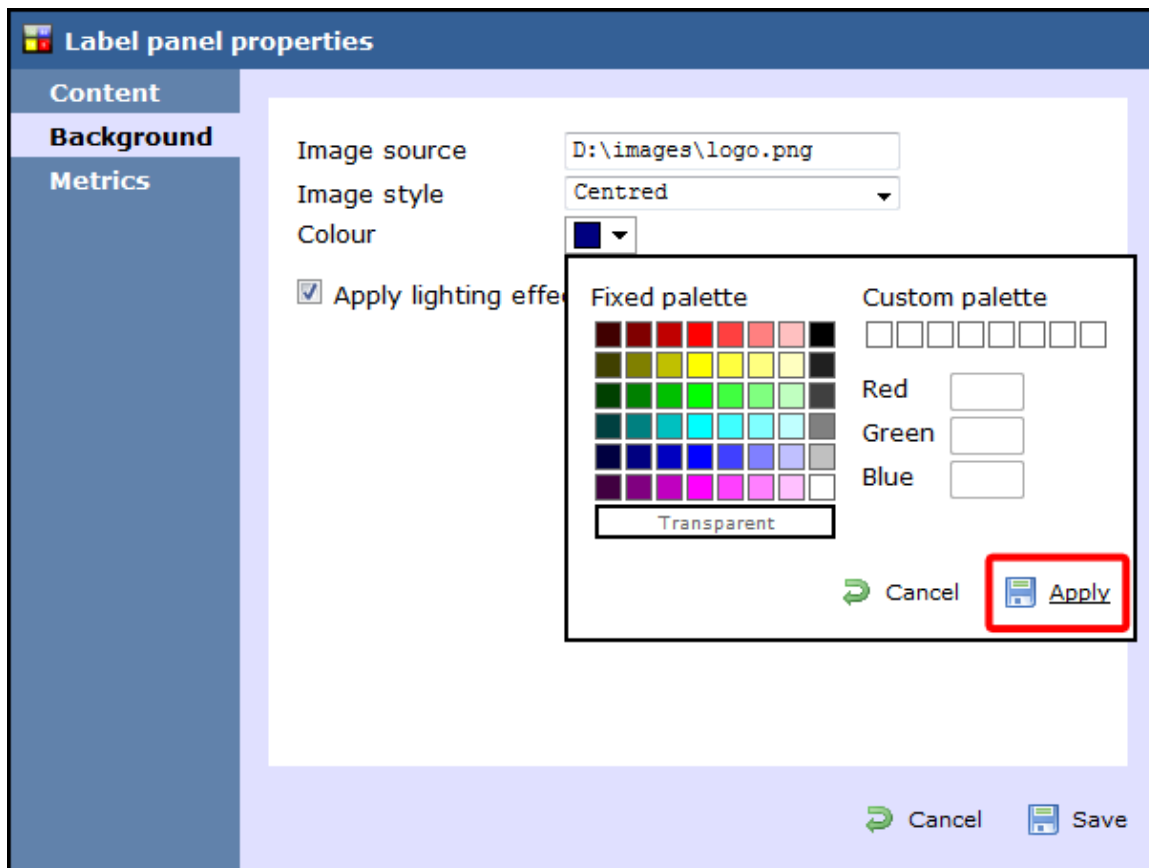 Label panel properties
Content
Background
Metrics
Image source D:\images\logo.png
Image style Centred
Colour
Apply lighting effe
Fixed palette
Custom palette
Red
Green
Blue
Transparent
Cancel Apply
Cancel Save